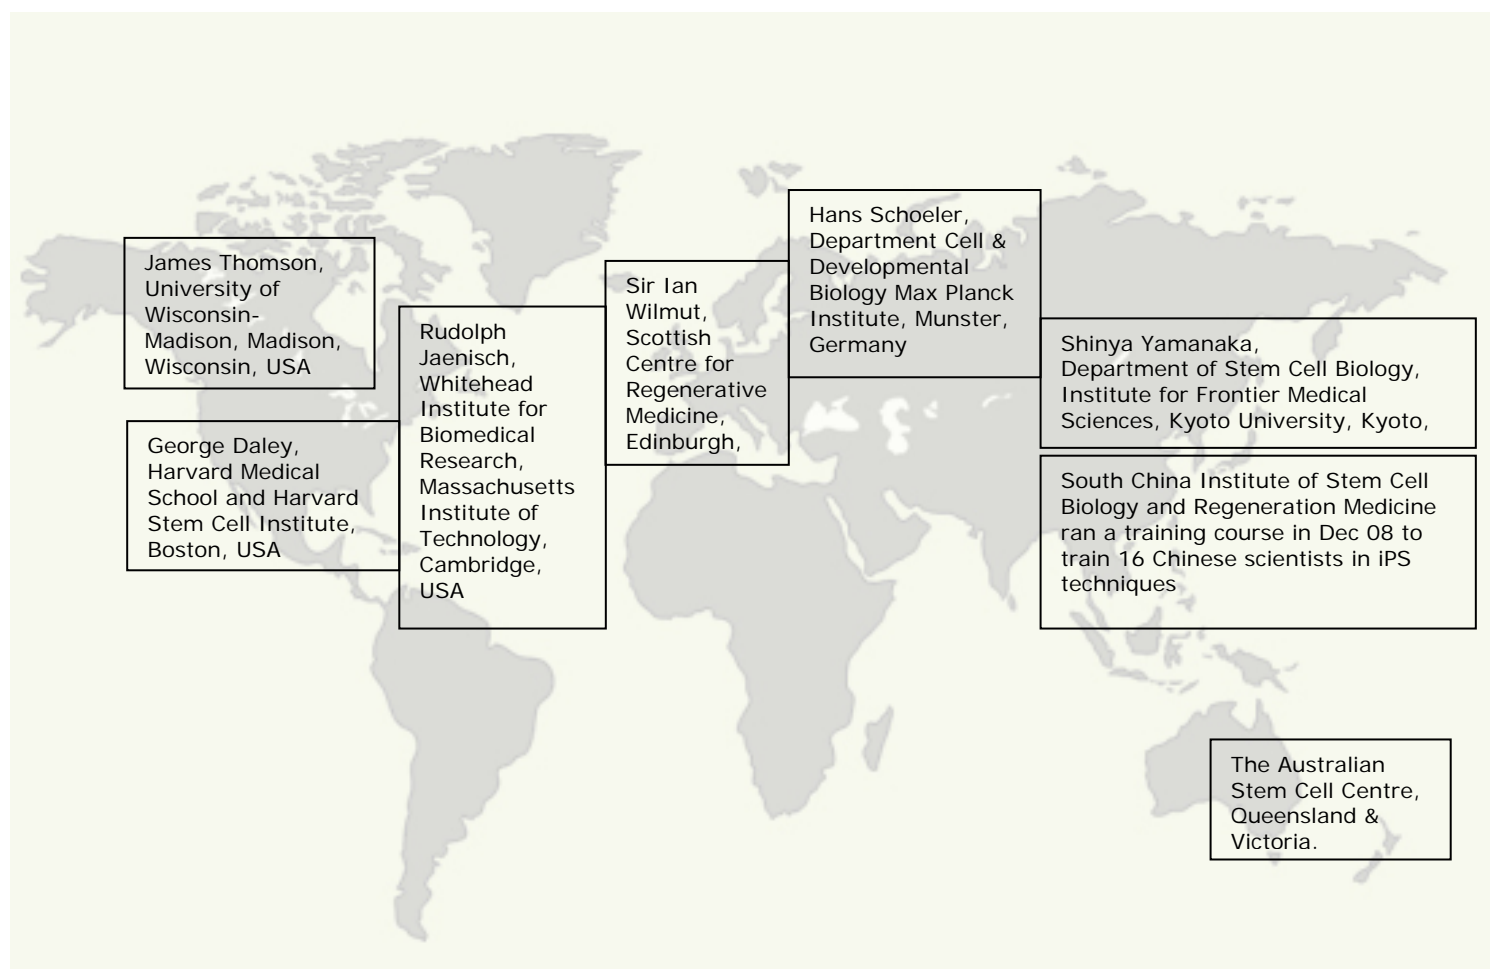 James Thomson,
University of
Wisconsin-
Madison, Madison,
Wisconsin, USA
George Daley,
Harvard Medical
School and Harvard
Stem Cell Institute,
Boston, USA
Rudolph
Jaenisch,
Whitehead
Institute for
Biomedical
Research,
Massachusetts
Institute of
Technology,
Cambridge,
USA
Sir Ian
Wilmut,
Scottish
Centre for
Regenerative
Medicine,
Edinburgh,
Hans Schoeler,
Department Cell &
Developmental
Biology Max Planck
Institute, Munster,
Germany
Shinya Yamanaka,
Department of Stem Cell Biology,
Institute for Frontier Medical
Sciences, Kyoto University, Kyoto,
South China Institute of Stem Cell
Biology and Regeneration Medicine
ran a training course in Dec 08 to
train 16 Chinese scientists in iPS
techniques
The Australian
Stem Cell Centre,
Queensland &
Victoria.